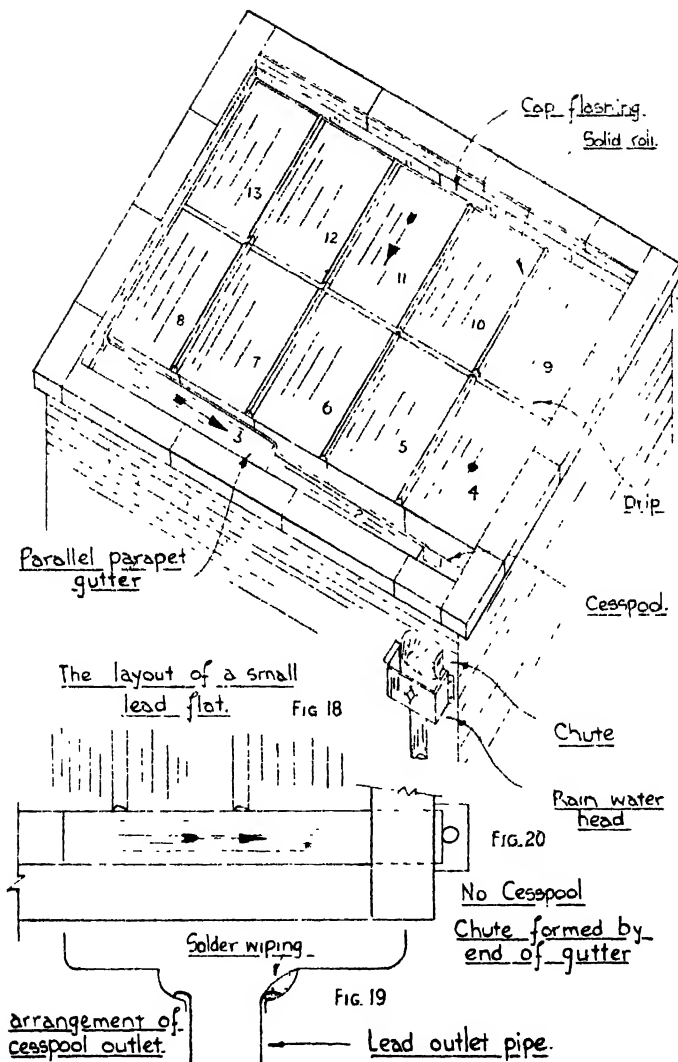 Cap flashing.
Solid roll.
13
12
11
10
9
8
7
6
5
4
3
2
1
Drip
Parallel parapet
gutter
Cesspool.
The layout of a small
lead flat.
FIG 18
Chute
Rain water
head
FIG.20
No Cesspool
Chute formed by
end of gutter
Solder wiping
FIG. 19
arrangement of
cesspool outlet.
Lead outlet pipe.